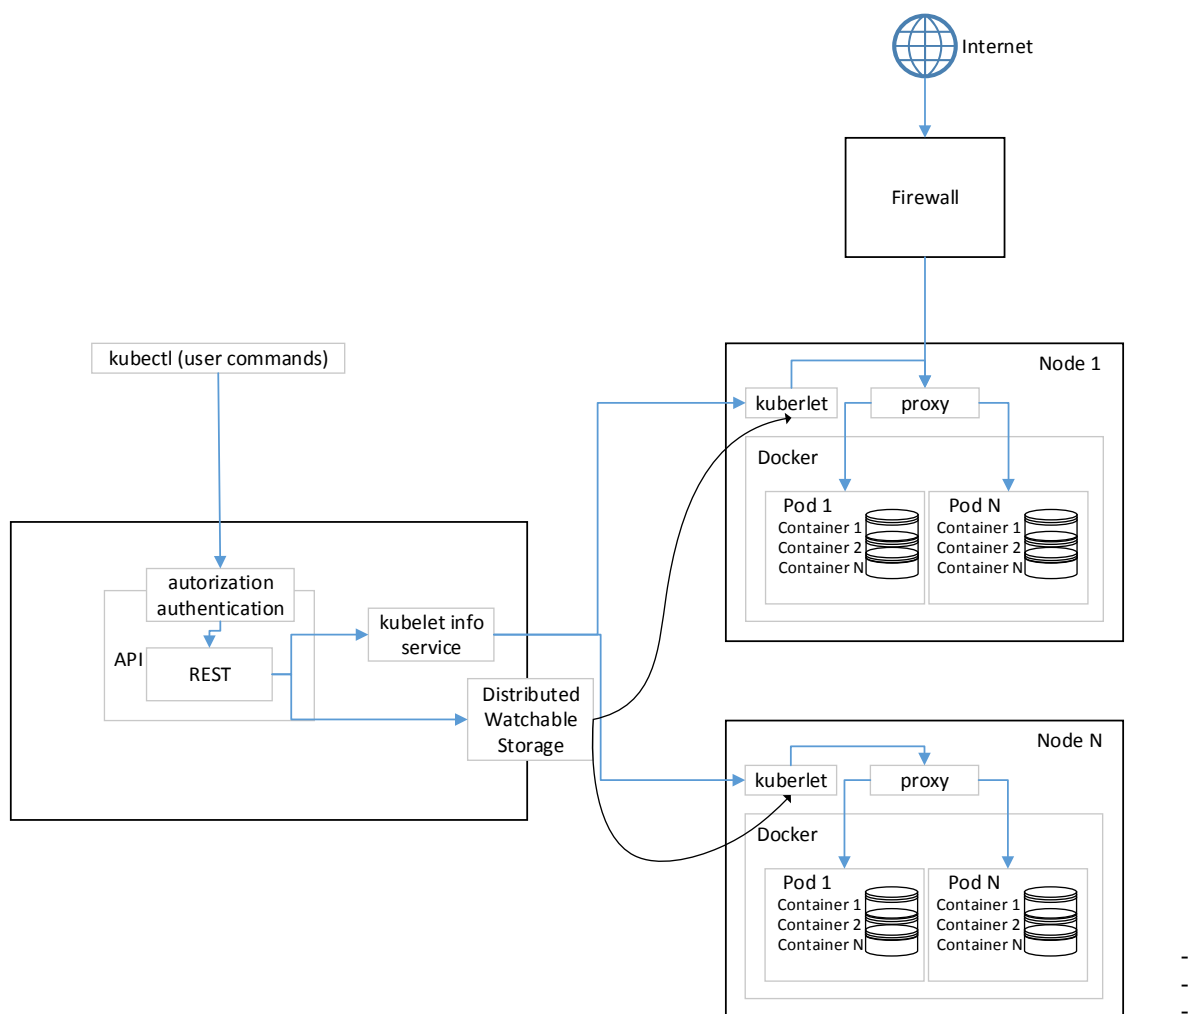 Internet
Firewall
kubectl (user commands)
Node 1
kuberlet
proxy
Docker
Pod 1
Container 1
Container 2
Container N
Pod N
Container 1
Container 2
Container N
autorization
authentication
API
REST
kubelet info
service
Distributed
Watchable
Storage
Node N
kuberlet
proxy
Docker
Pod 1
Container 1
Container 2
Container N
Pod N
Container 1
Container 2
Container N
-
-
-